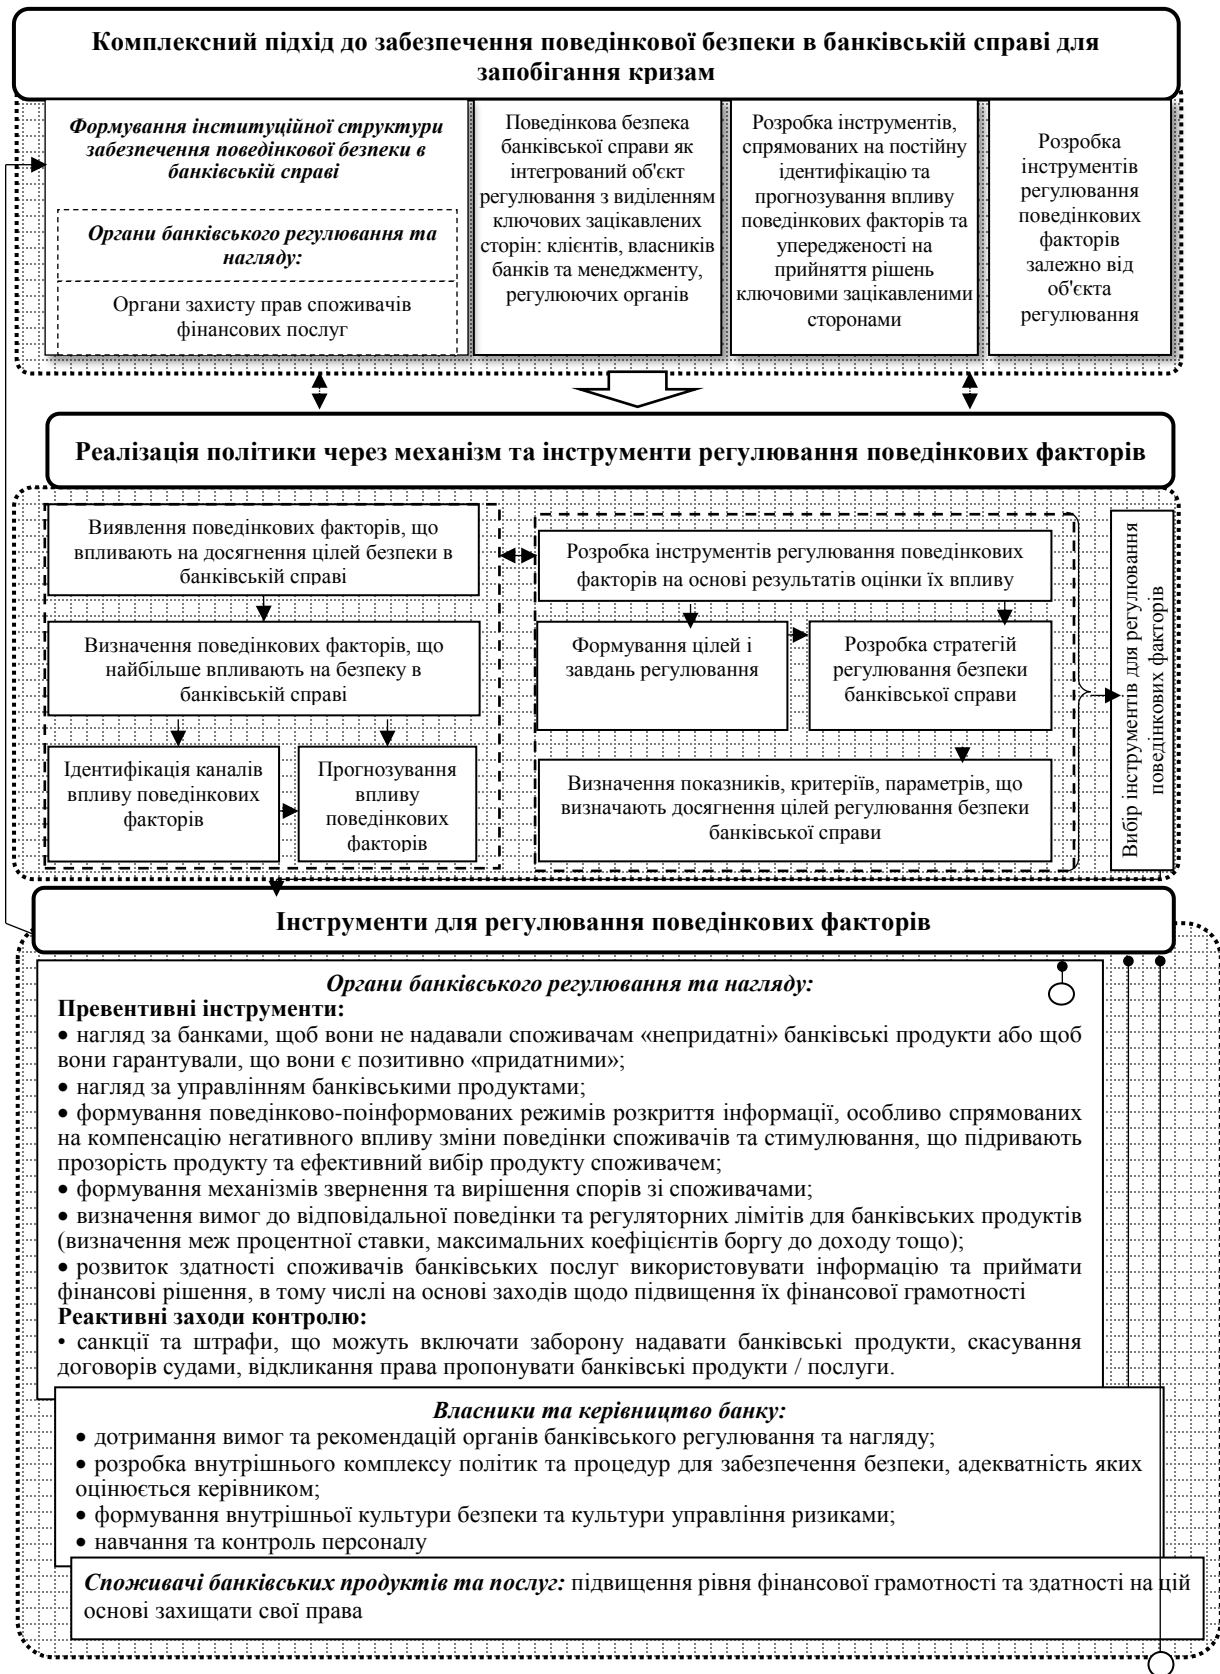 Комплексний підхід до забезпечення поведінкової безпеки в банківській справі для
запобігання кризам
Формування інституційної структури
забезпечення поведінкової безпеки в
банківській справі
Органи банківського регулювання та
нагляду:
Органи захисту прав споживачів
фінансових послуг
Поведінкова безпека
банківської справи як
інтегрований об'єкт
регулювання з виділенням
ключових зацікавлених
сторін: клієнтів, власників
банків та менеджменту,
регулюючих органів
Розробка інструментів,
спрямованих на постійну
ідентифікацію та
прогнозування впливу
поведінкових факторів та
упередженості на
прийняття рішень
ключовими зацікавленими
сторонами
Розробка
інструментів
регулювання
поведінкових
факторів
залежно від
об'єкта
регулювання
Реалізація політики через механізм та інструменти регулювання поведінкових факторів
Виявлення поведінкових факторів, що
впливають на досягнення цілей безпеки в
банківській справі
Визначення поведінкових факторів, що
найбільше впливають на безпеку в
банківській справі
Ідентифікація каналів
впливу поведінкових
факторів
Прогнозування
впливу
поведінкових
факторів
Розробка інструментів регулювання поведінкових
факторів на основі результатів оцінки їх впливу
Формування цілей і
завдань регулювання
Розробка стратегій
регулювання безпеки
банківської справи
Визначення показників, критеріїв, параметрів, що
визначають досягнення цілей регулювання безпеки
банківської справи
Вибір інструментів для регулювання
поведінкових факторів
Інструменти для регулювання поведінкових факторів
Органи банківського регулювання та нагляду:
Превентивні інструменти:
• нагляд за банками, щоб вони не надавали споживачам «непридатні» банківські продукти або щоб
вони гарантували, що вони є позитивно «придатними»;
• нагляд за управлінням банківськими продуктами;
• формування поведінково-поінформованих режимів розкриття інформації, особливо спрямованих
на компенсацію негативного впливу зміни поведінки споживачів та стимулювання, що підривають
прозорість продукту та ефективний вибір продукту споживачем;
• формування механізмів звернення та вирішення спорів зі споживачами;
• визначення вимог до відповідальної поведінки та регуляторних лімітів для банківських продуктів
(визначення меж процентної ставки, максимальних коефіцієнтів боргу до доходу тощо);
• розвиток здатності споживачів банківських послуг використовувати інформацію та приймати
фінансові рішення, в тому числі на основі заходів щодо підвищення їх фінансової грамотності
Реактивні заходи контролю:
• санкції та штрафи, що можуть включати заборону надавати банківські продукти, скасування
договорів судами, відкликання права пропонувати банківські продукти / послуги.
Власники та керівництво банку:
• дотримання вимог та рекомендацій органів банківського регулювання та нагляду;
• розробка внутрішнього комплексу політик та процедур для забезпечення безпеки, адекватність яких
оцінюється керівником;
• формування внутрішньої культури безпеки та культури управління ризиками;
• навчання та контроль персоналу
Споживачі банківських продуктів та послуг: підвищення рівня фінансової грамотності та здатності на цій
основі захищати свої права